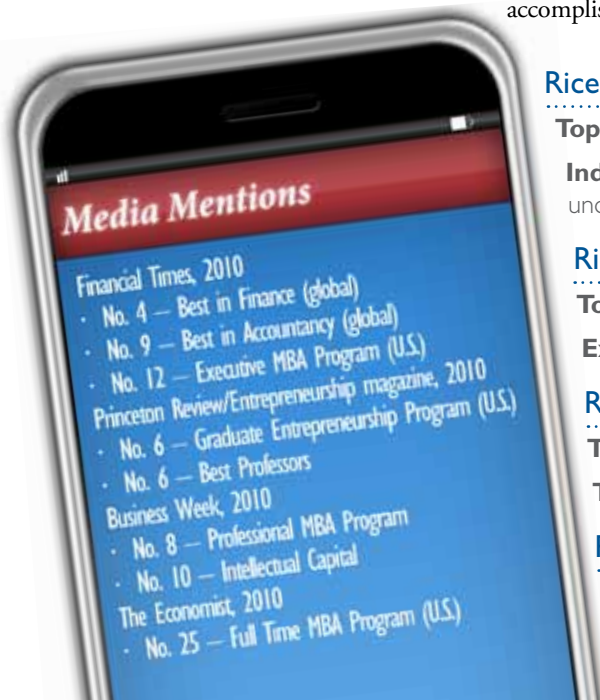 accomplis
Rice
Top
Ind
und
Media Mentions
Financial Times, 2010
· No. 4 — Best in Finance (global)
· No. 9 — Best in Accountancy (global)
· No. 12 — Executive MBA Program (U.S.)
Princeton Review/Entrepreneurship magazine, 2010
· No. 6 — Graduate Entrepreneurship Program (U.S.)
· No. 6 — Best Professors
Business Week, 2010
· No. 8 — Professional MBA Program
· No. 10 — Intellectual Capital
The Economist, 2010
· No. 25 — Full Time MBA Program (U.S.)
Ri
To
R
T